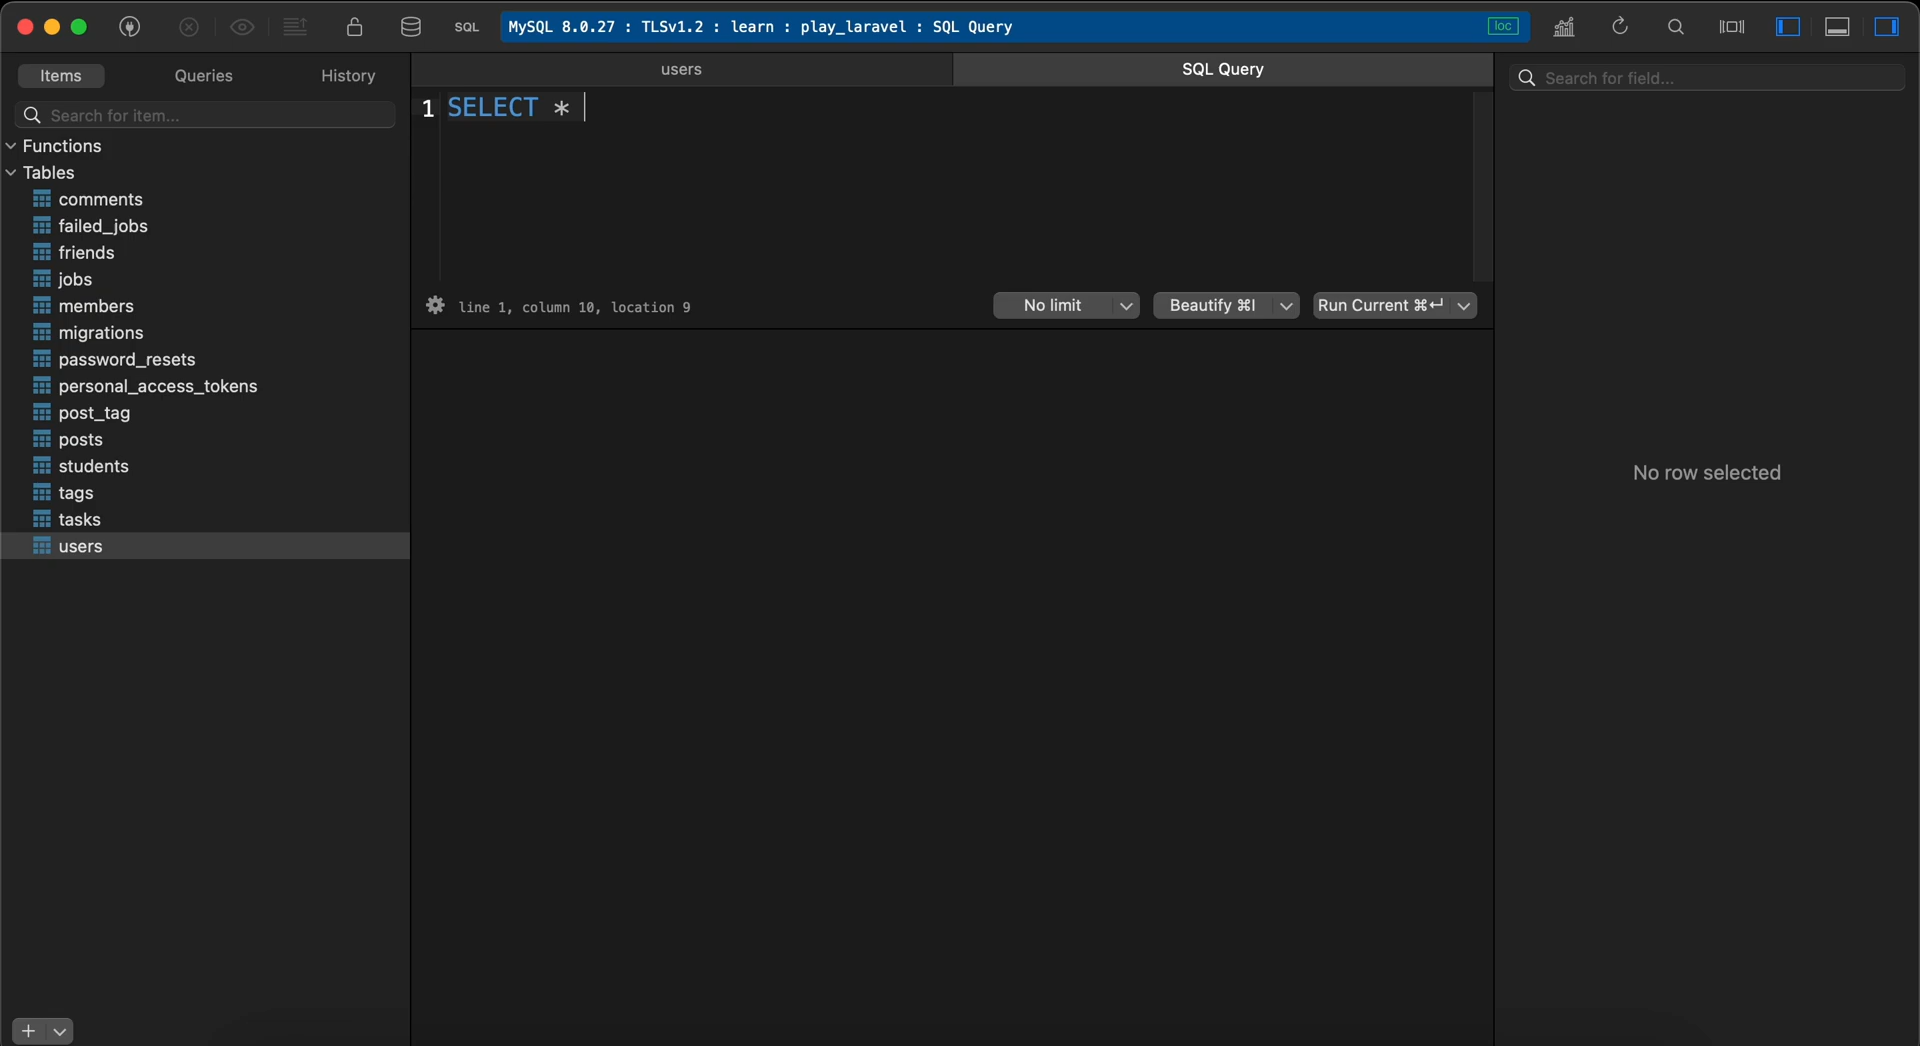 SQL
MySQL 8.0.27 : TLSv1.2 : learn : play_laravel : SQL Query
loc
Items
Queries
History
Search for item...
Functions
Tables
comments
failed_jobs
friends
jobs
members
migrations
password_resets
personal_access_tokens
post_tag
posts
students
tags
tasks
users
users
SQL Query
1 SELECT *
line 1, column 10, location 9
No limit
Beautify ⌘I
Run Current ⌘↵
Search for field...
No row selected